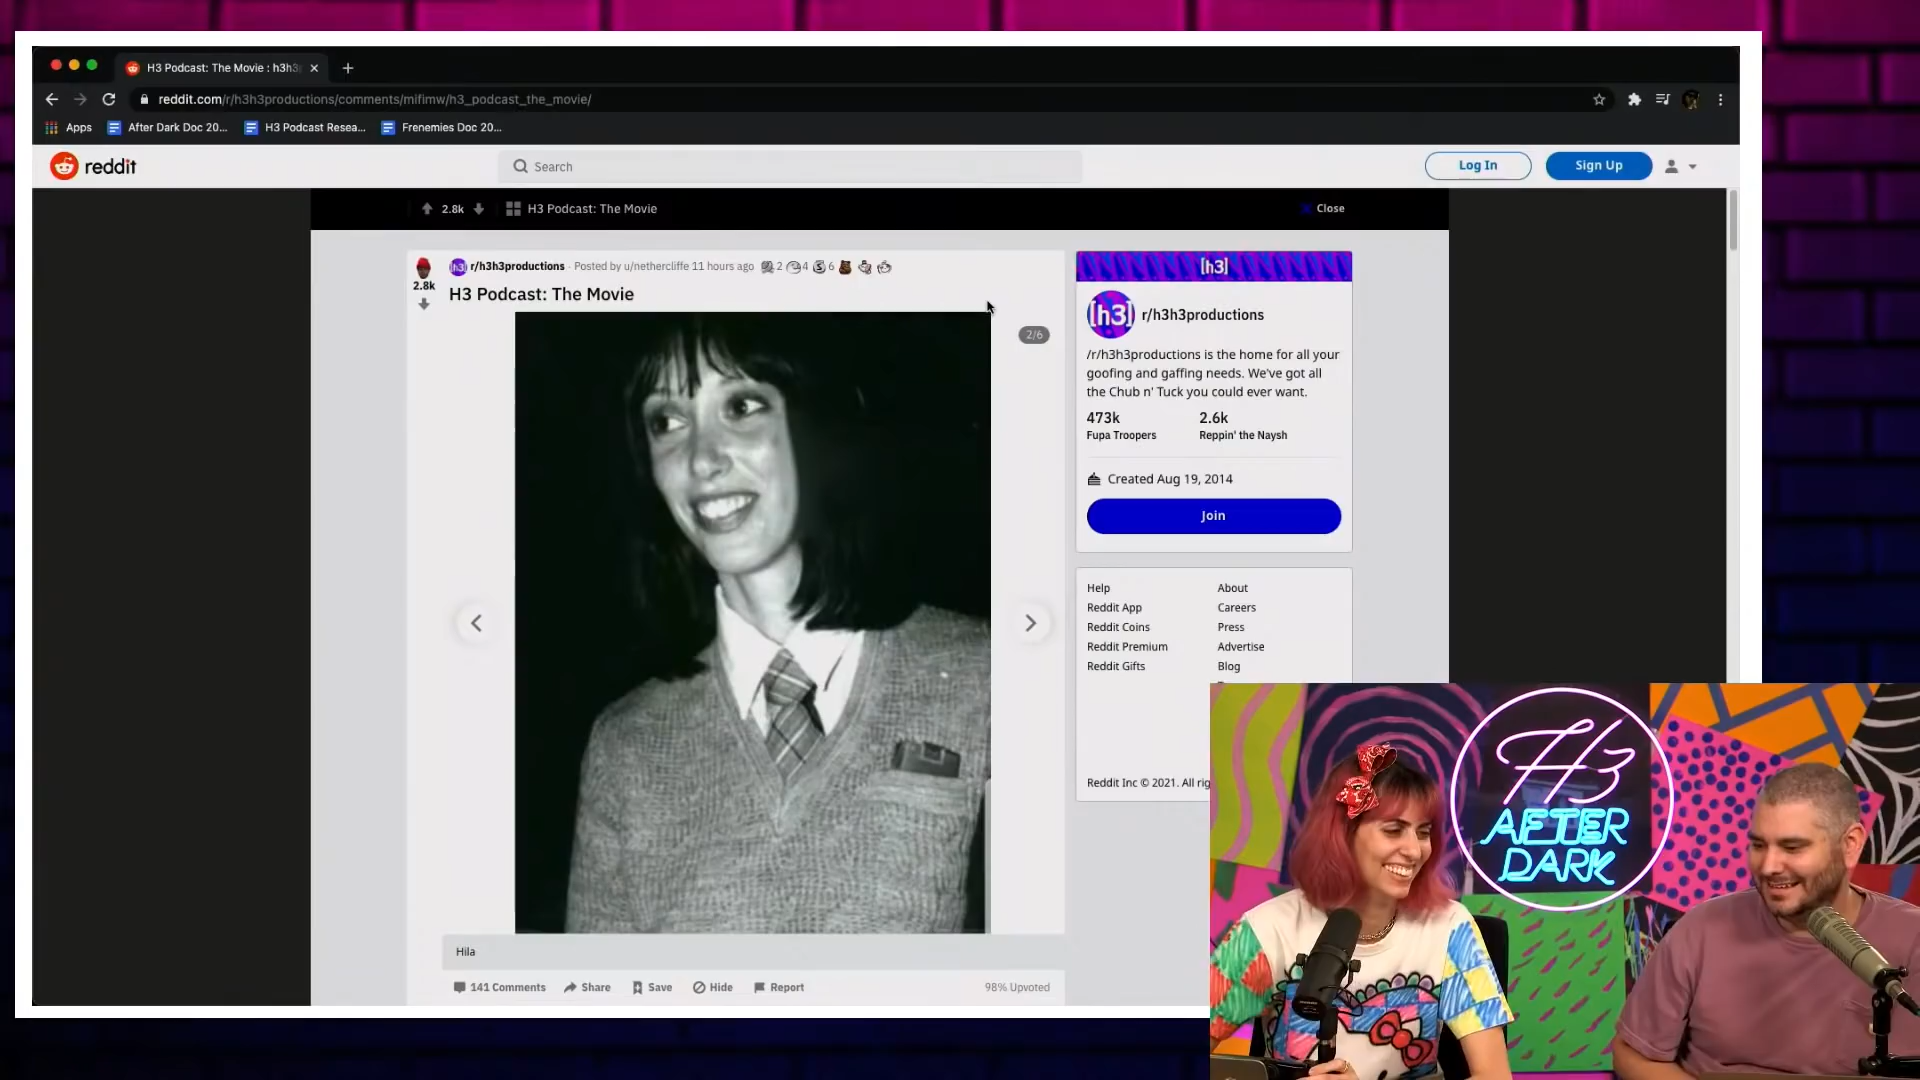 H3 Podcast: The Movie : h3h3
reddit.com/r/h3h3productions/comments/mifimw/h3_podcast_the_movie/
Apps
After Dark Doc 20...
H3 Podcast Resea...
Frenemies Doc 20...
reddit
Search
Log In
Sign Up
2.8k
H3 Podcast: The Movie
Close
r/h3h3productions · Posted by u/nethercliffe 11 hours ago 2 4 6
2.8k
H3 Podcast: The Movie
2/6
[h3]
[h3] r/h3h3productions
/r/h3h3productions is the home for all your
goofing and gaffing needs. We've got all
the Chub n' Tuck you could ever want.
473k 2.6k
Fupa Troopers Reppin' the Naysh
Created Aug 19, 2014
Join
Help About
Reddit App Careers
Reddit Coins Press
Reddit Premium Advertise
Reddit Gifts Blog
Reddit Inc © 2021. All rig
Hila
141 Comments Share Save Hide Report 98% Upvoted
H3
AFTER
DARK